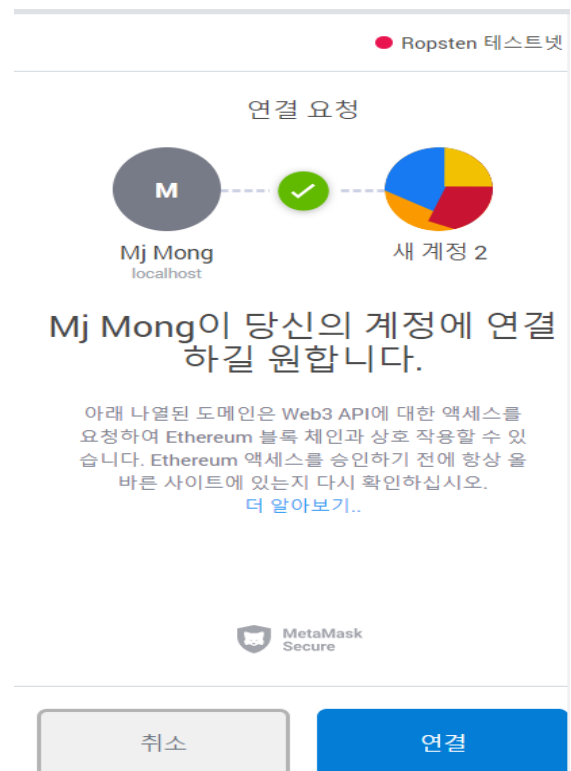 Ropsten 테스트넷
연결 요청
M
Mj Mong
localhost
새 계정 2
Mj Mong이 당신의 계정에 연결
하길 원합니다.
아래 나열된 도메인은 Web3 API에 대한 액세스를
요청하여 Ethereum 블록 체인과 상호 작용할 수 있
습니다. Ethereum 액세스를 승인하기 전에 항상 올
바른 사이트에 있는지 다시 확인하십시오.
더 알아보기..
MetaMask
Secure
취소
연결